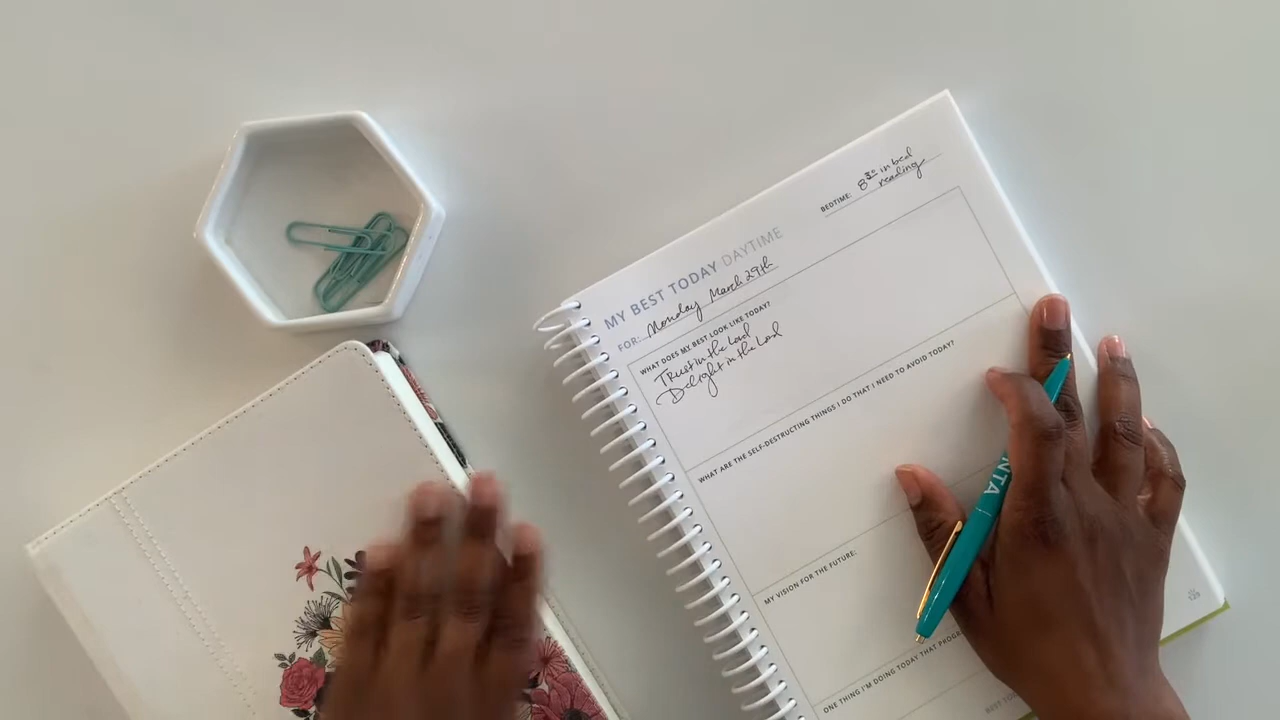 BEDTIME: 8:30 in bed
reading
MY BEST TODAY DAYTIME
FOR: Monday March 29th
WHAT DOES MY BEST LOOK LIKE TODAY?
Trust in the Lord
Delight in the Lord
WHAT ARE THE SELF-DESTRUCTING THINGS I DO THAT I NEED TO AVOID TODAY?
MY VISION FOR THE FUTURE:
ONE THING I'M DOING TODAY THAT
NTA